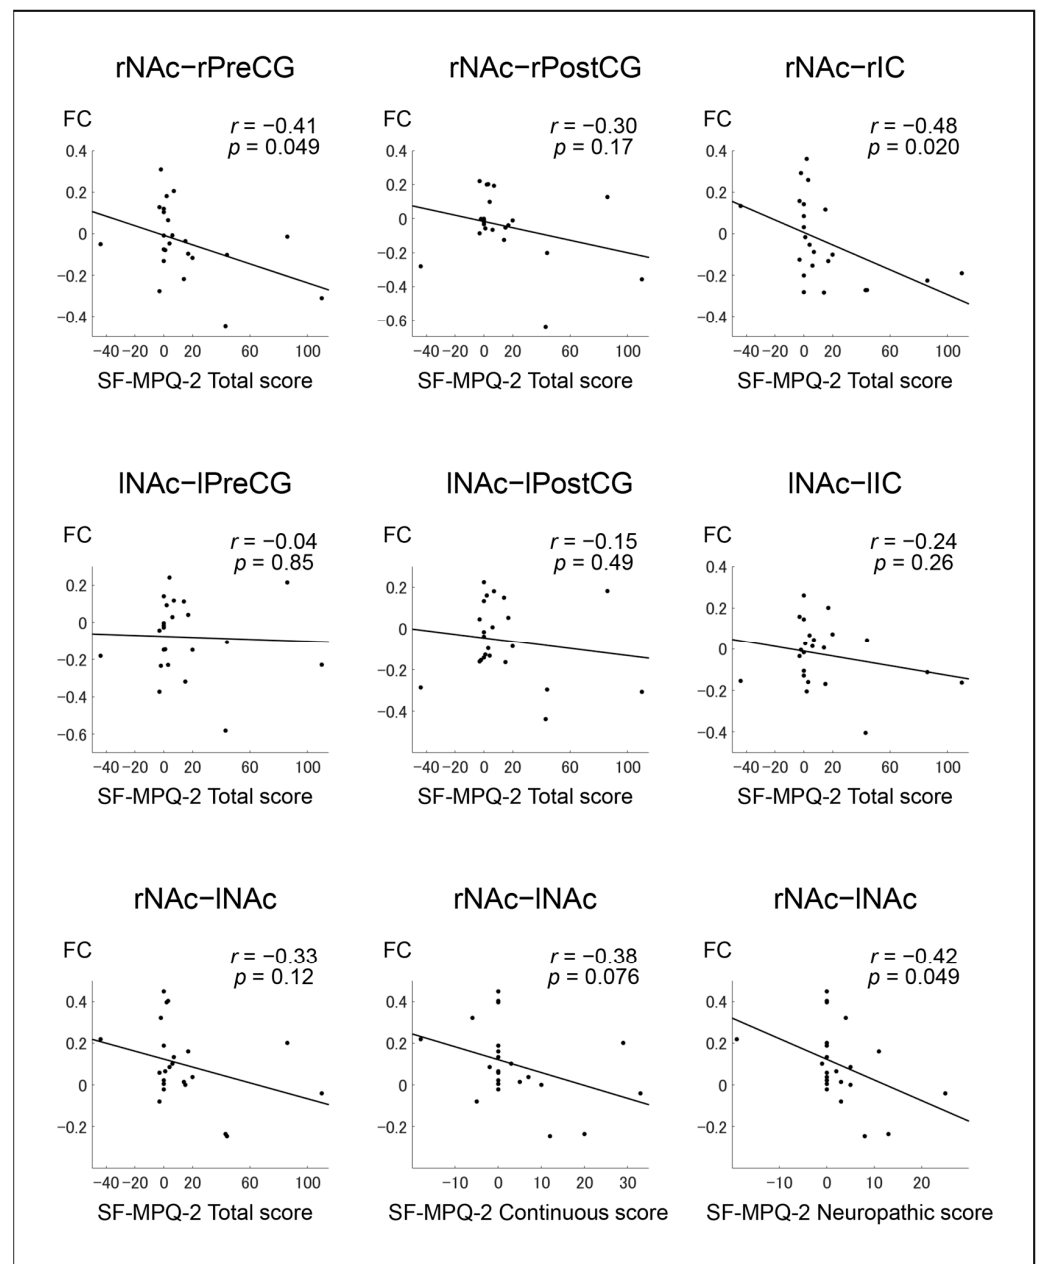 rNAc−rPreCG
rNAc−rPostCG
rNAc−rIC
FC
r = −0.41
p = 0.049
FC
r = −0.30
p = 0.17
FC
r = −0.48
p = 0.020
0.4
0.2
0
−0.2
−0.4
0.4
0.2
0
−0.2
−0.4
−0.6
0.4
0.2
0
−0.2
−0.4
−40 −20 0 20 60 100
−40 −20 0 20 60 100
−40 −20 0 20 60 100
SF-MPQ-2 Total score
SF-MPQ-2 Total score
SF-MPQ-2 Total score
lNAc−lPreCG
lNAc−lPostCG
lNAc−lIC
FC
r = −0.04
p = 0.85
FC
r = −0.15
p = 0.49
FC
r = −0.24
p = 0.26
0.2
0
−0.2
−0.4
−0.6
0.2
0
−0.2
−0.4
0.4
0.2
0
−0.2
−0.4
−40 −20 0 20 60 100
−40 −20 0 20 60 100
−40 −20 0 20 60 100
SF-MPQ-2 Total score
SF-MPQ-2 Total score
SF-MPQ-2 Total score
rNAc−lNAc
rNAc−lNAc
rNAc−lNAc
FC
r = −0.33
p = 0.12
FC
r = −0.38
p = 0.076
FC
r = −0.42
p = 0.049
0.4
0.2
0
−0.2
0.4
0.2
0
−0.2
0.4
0.2
0
−0.2
−40 −20 0 20 60 100
−10 0 10 20 30
−10 0 10 20
SF-MPQ-2 Total score
SF-MPQ-2 Continuous score
SF-MPQ-2 Neuropathic score